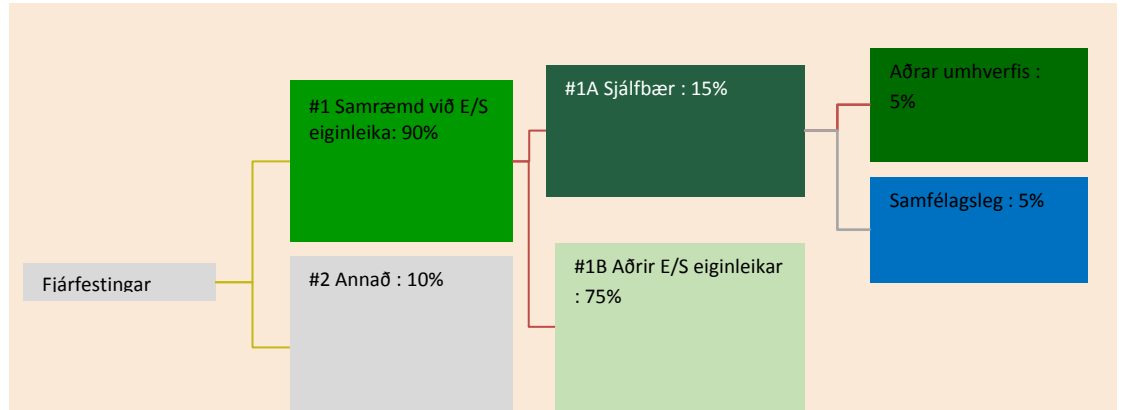 Fjárfestingar
#1 Samræmd við E/S
eiginleika: 90%
#2 Annað : 10%
#1A Sjálfbær : 15%
#1B Aðrir E/S eiginleikar
: 75%
Aðrar umhverfis :
5%
Samfélagsleg : 5%